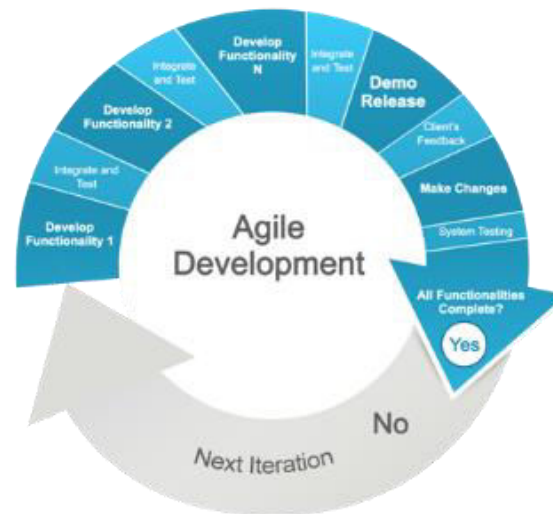 Develop
Functionality 1
Integrate and
Test
Develop
Functionality 2
Integrate
and Test
Develop
Functionality
N
Integrate
and Test
Demo
Release
Client's
Feedback
Make Changes
System Testing
All Functionalities
Complete?
Yes
No
Next Iteration
Agile
Development